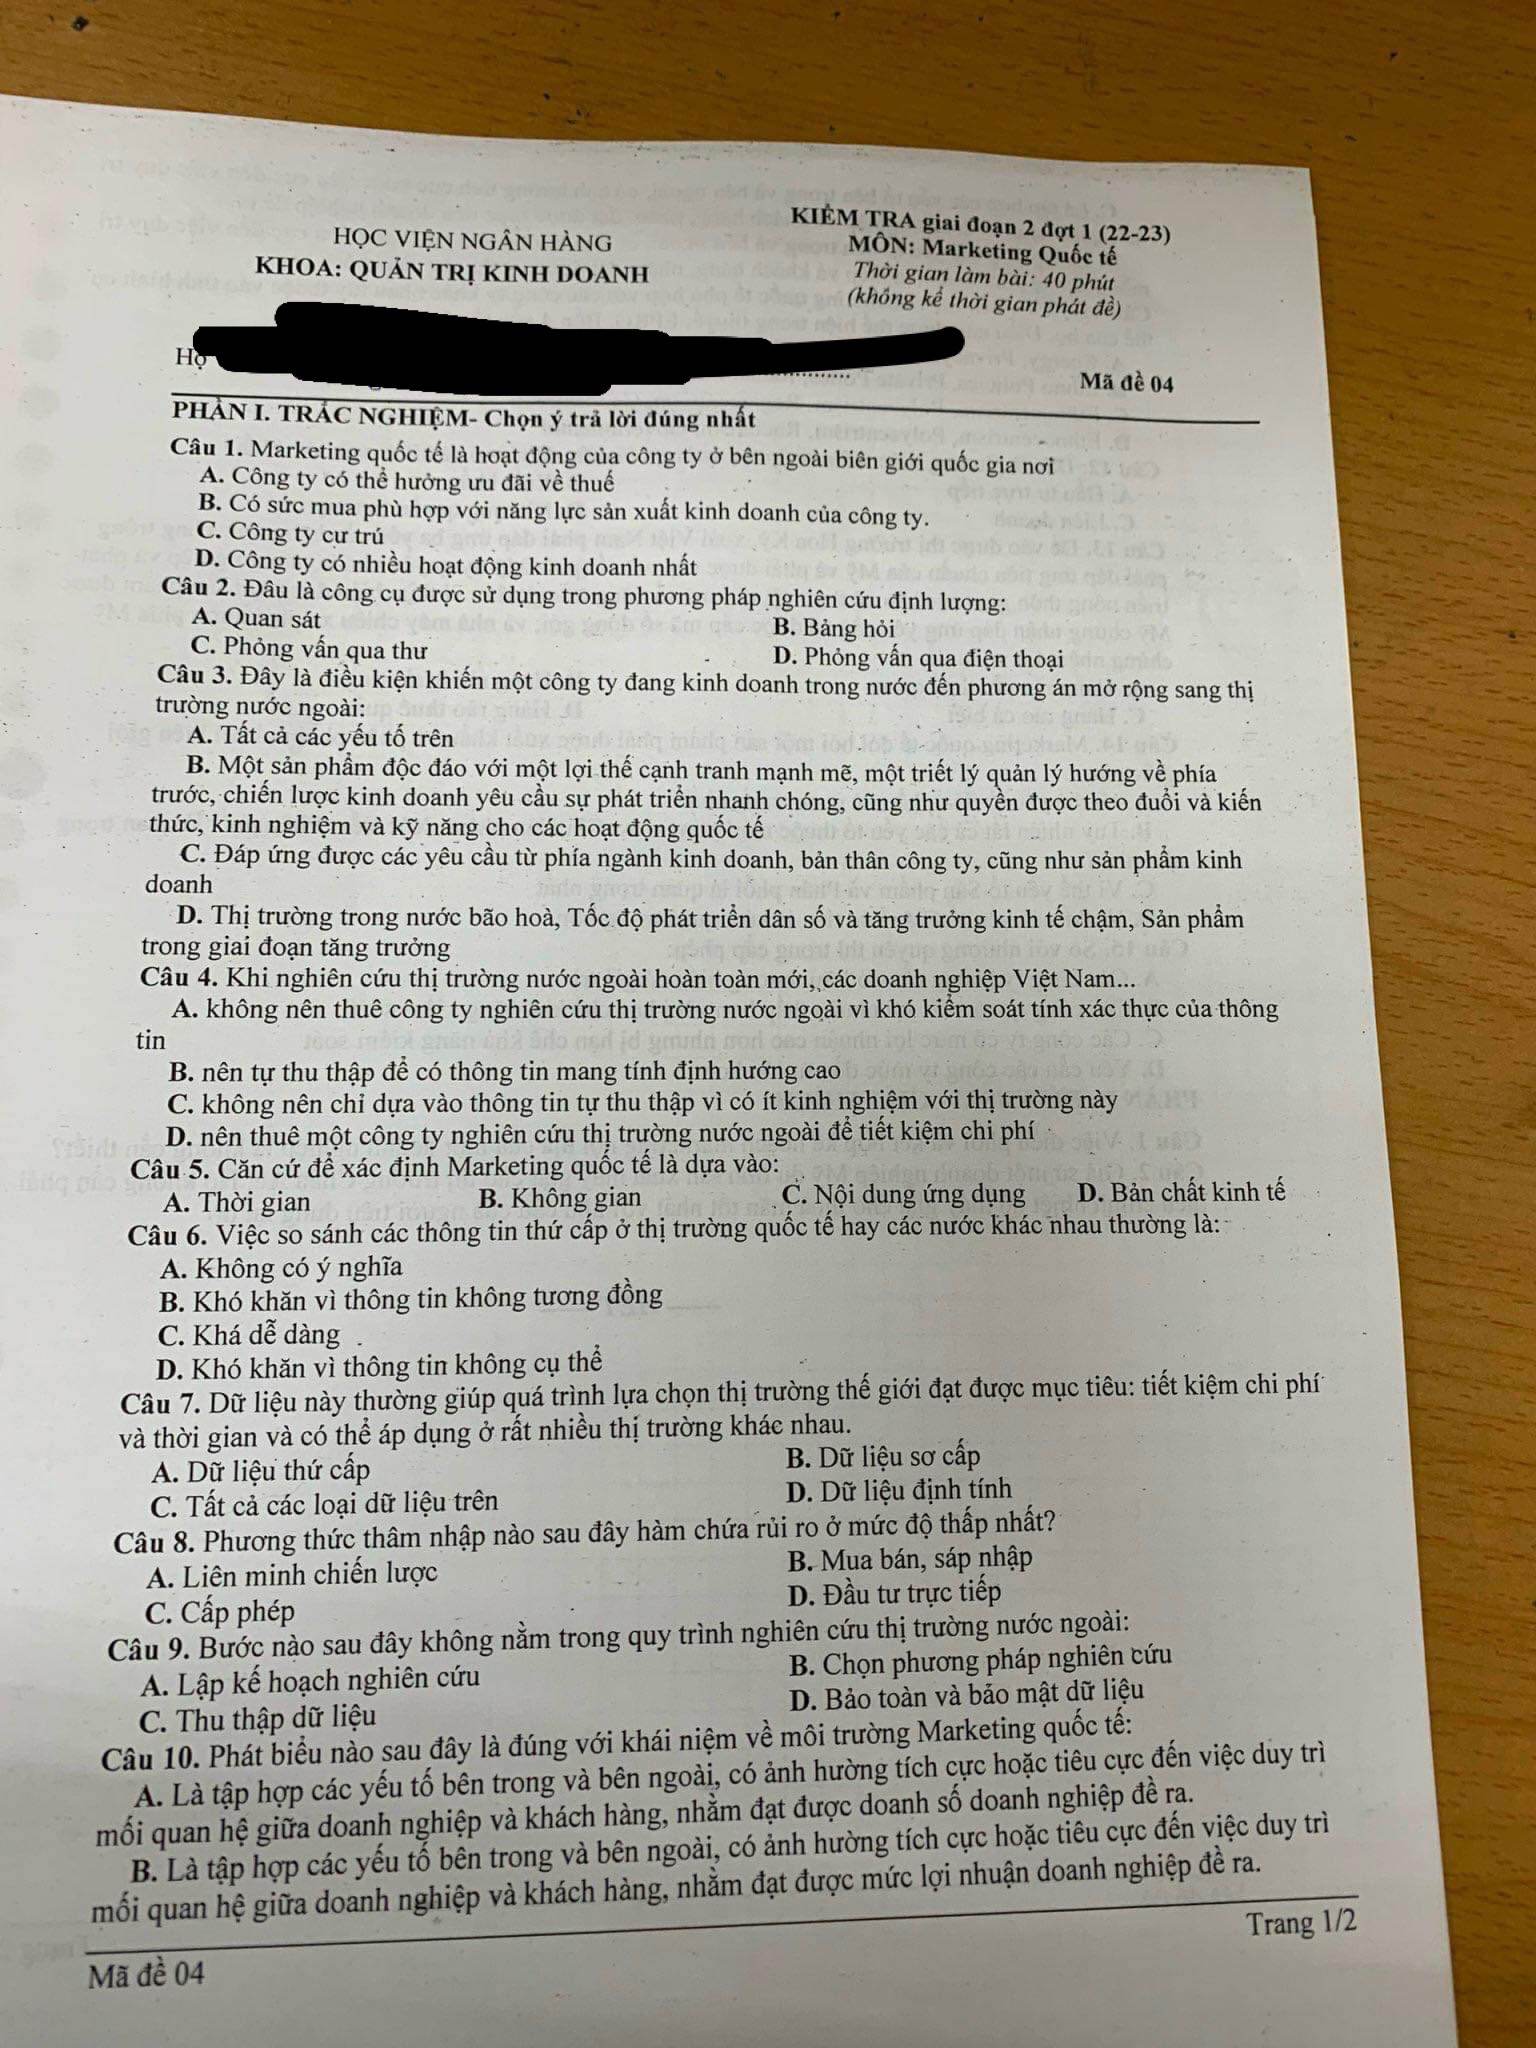 HỌC VIỆN NGÂN HÀNG
KHOA: QUẢN TRỊ KINH DOANH
KIỂM TRA giai đoạn 2 đợt 1 (22-23)
MÔN: Marketing Quốc tế
Thời gian làm bài: 40 phút
(không kể thời gian phát đề)
Họ
Mã đề 04
PHẦN I. TRẮC NGHIỆM- Chọn ý trả lời đúng nhất
Câu 1. Marketing quốc tế là hoạt động của công ty ở bên ngoài biên giới quốc gia nơi
A. Công ty có thể hưởng ưu đãi về thuế
B. Có sức mua phù hợp với năng lực sản xuất kinh doanh của công ty.
C. Công ty cư trú
D. Công ty có nhiều hoạt động kinh doanh nhất
Câu 2. Đâu là công cụ được sử dụng trong phương pháp nghiên cứu định lượng:
A. Quan sát B. Bảng hỏi
C. Phỏng vấn qua thư D. Phỏng vấn qua điện thoại
Câu 3. Đây là điều kiện khiến một công ty đang kinh doanh trong nước đến phương án mở rộng sang thị
trường nước ngoài:
A. Tất cả các yếu tố trên
B. Một sản phẩm độc đáo với một lợi thế cạnh tranh mạnh mẽ, một triết lý quản lý hướng về phía
trước, chiến lược kinh doanh yêu cầu sự phát triển nhanh chóng, cũng như quyền được theo đuổi và kiến
thức, kinh nghiệm và kỹ năng cho các hoạt động quốc tế
C. Đáp ứng được các yêu cầu từ phía ngành kinh doanh, bản thân công ty, cũng như sản phẩm kinh
doanh
D. Thị trường trong nước bão hoà, Tốc độ phát triển dân số và tăng trưởng kinh tế chậm, Sản phẩm
trong giai đoạn tăng trưởng
Câu 4. Khi nghiên cứu thị trường nước ngoài hoàn toàn mới, các doanh nghiệp Việt Nam...
A. không nên thuê công ty nghiên cứu thị trường nước ngoài vì khó kiểm soát tính xác thực của thông
tin
B. nên tự thu thập để có thông tin mang tính định hướng cao
C. không nên chỉ dựa vào thông tin tự thu thập vì có ít kinh nghiệm với thị trường này
D. nên thuê một công ty nghiên cứu thị trường nước ngoài để tiết kiệm chi phí
Câu 5. Căn cứ để xác định Marketing quốc tế là dựa vào:
A. Thời gian B. Không gian C. Nội dung ứng dụng D. Bản chất kinh tế
Câu 6. Việc so sánh các thông tin thứ cấp ở thị trường quốc tế hay các nước khác nhau thường là:
A. Không có ý nghĩa
B. Khó khăn vì thông tin không tương đồng
C. Khá dễ dàng
D. Khó khăn vì thông tin không cụ thể
Câu 7. Dữ liệu này thường giúp quá trình lựa chọn thị trường thế giới đạt được mục tiêu: tiết kiệm chi phí
và thời gian và có thể áp dụng ở rất nhiều thị trường khác nhau.
A. Dữ liệu thứ cấp B. Dữ liệu sơ cấp
C. Tất cả các loại dữ liệu trên D. Dữ liệu định tính
Câu 8. Phương thức thâm nhập nào sau đây hàm chứa rủi ro ở mức độ thấp nhất?
A. Liên minh chiến lược B. Mua bán, sáp nhập
C. Cấp phép D. Đầu tư trực tiếp
Câu 9. Bước nào sau đây không nằm trong quy trình nghiên cứu thị trường nước ngoài:
A. Lập kế hoạch nghiên cứu B. Chọn phương pháp nghiên cứu
C. Thu thập dữ liệu D. Bảo toàn và bảo mật dữ liệu
Câu 10. Phát biểu nào sau đây là đúng với khái niệm về môi trường Marketing quốc tế:
A. Là tập hợp các yếu tố bên trong và bên ngoài, có ảnh hường tích cực hoặc tiêu cực đến việc duy trì
mối quan hệ giữa doanh nghiệp và khách hàng, nhằm đạt được doanh số doanh nghiệp đề ra.
B. Là tập hợp các yếu tố bên trong và bên ngoài, có ảnh hường tích cực hoặc tiêu cực đến việc duy trì
mối quan hệ giữa doanh nghiệp và khách hàng, nhằm đạt được mức lợi nhuận doanh nghiệp đề ra.
Mã đề 04 Trang 1/2